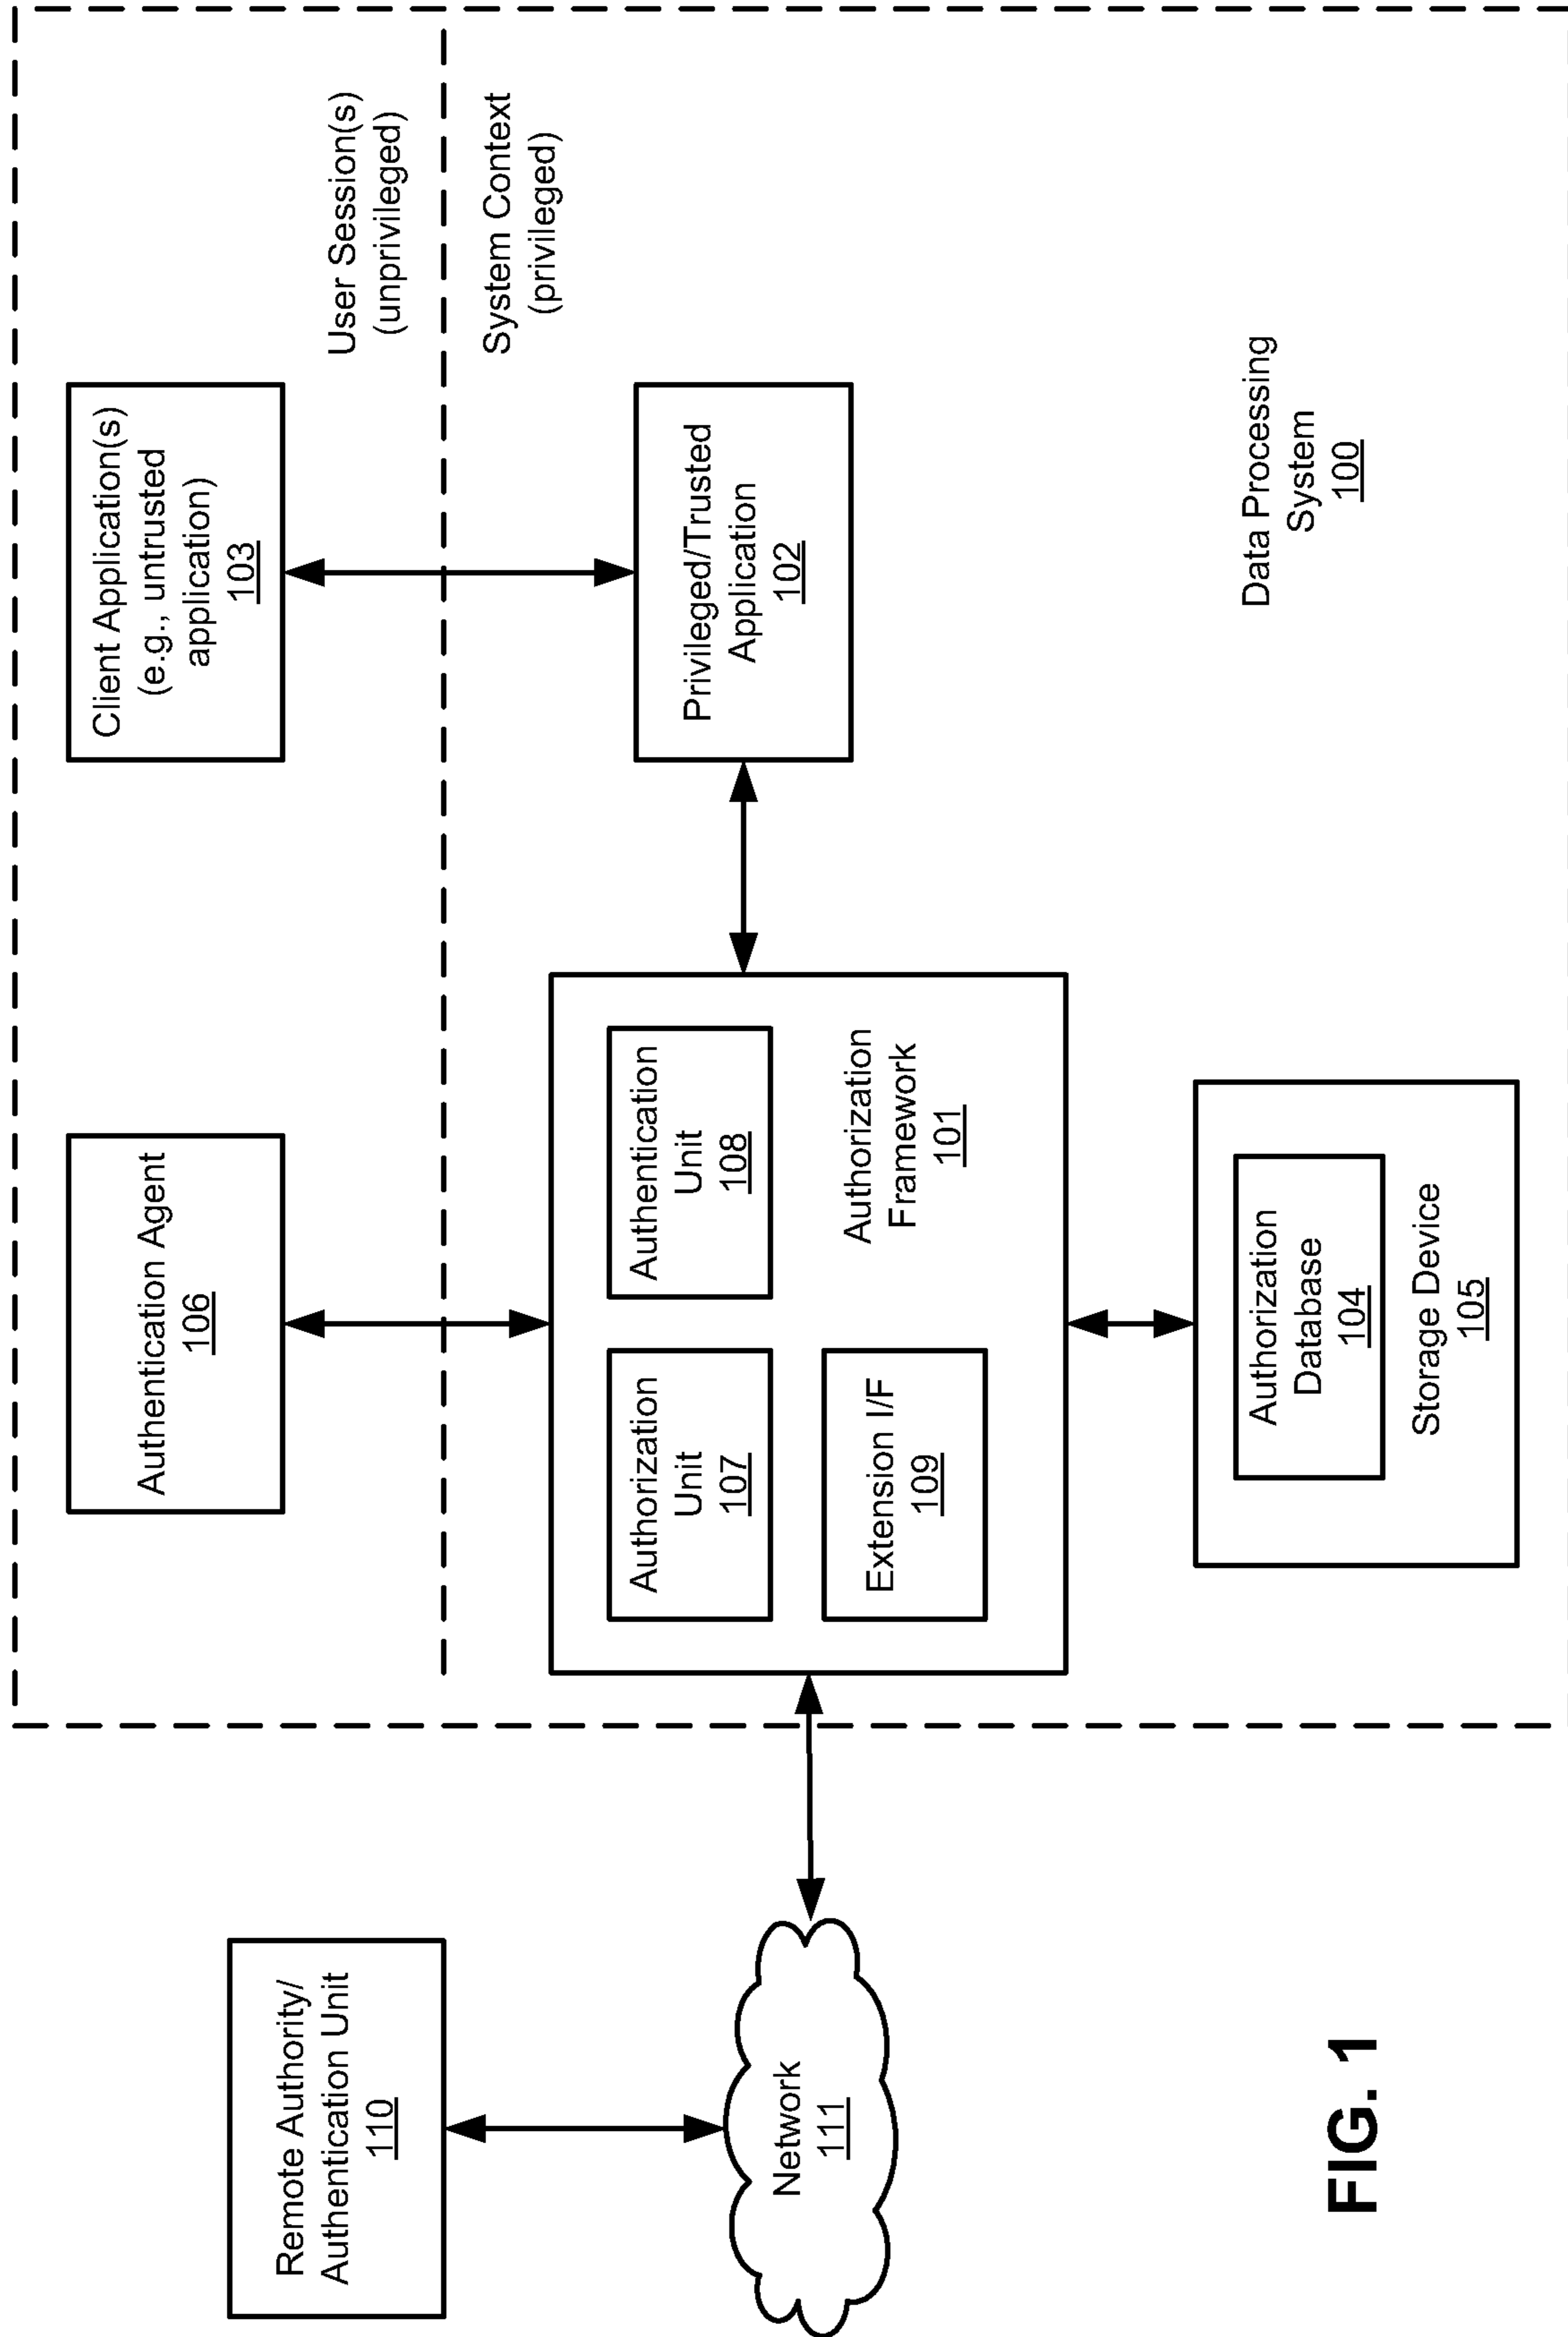 Remote Authority/
Authentication Unit
110
Network
111
Authentication Agent
106
Client Application(s)
(e.g., untrusted
application)
103
User Session(s)
(unprivileged)
System Context
(privileged)
Authorization
Unit
107
Authentication
Unit
108
Extension I/F
109
Authorization
Framework
101
Privileged/Trusted
Application
102
Authorization
Database
104
Storage Device
105
Data Processing
System
100
FIG. 1